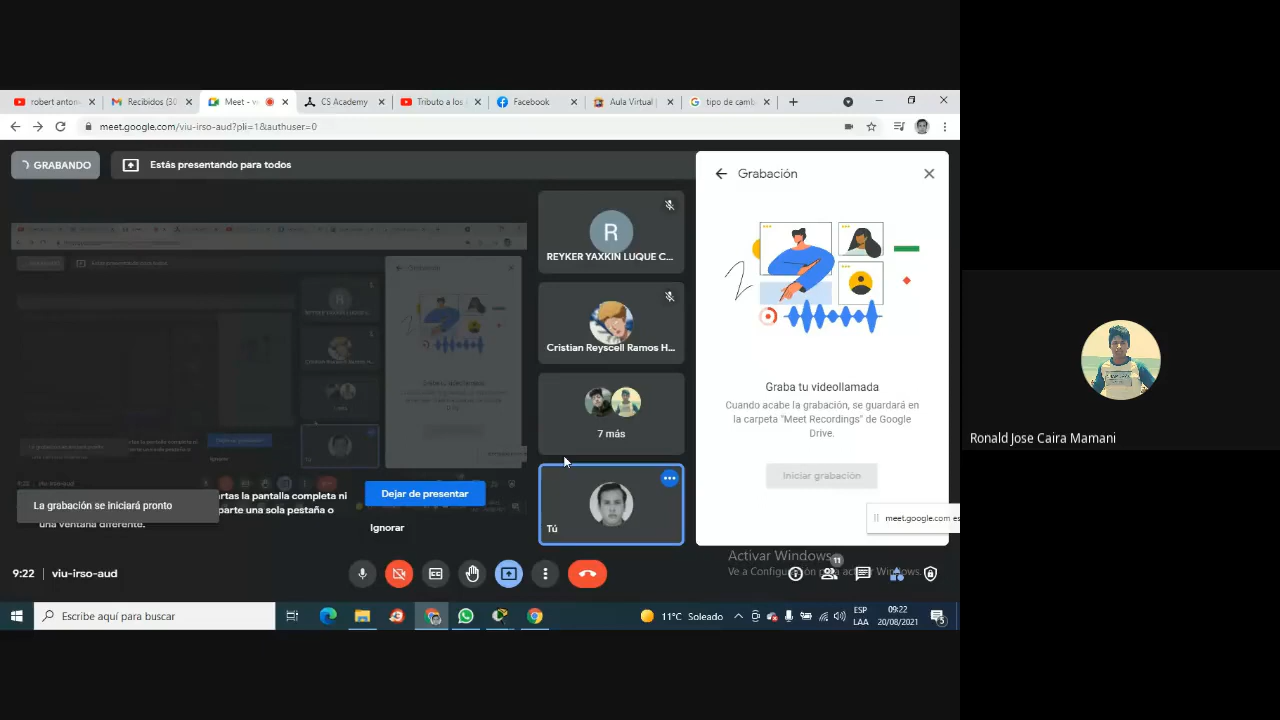 robert anton
Recibidos (30
Meet - v
CS Academy
Tributo a los
Facebook
Aula Virtual
tipo de camb
meet.google.com/viu-irso-aud?pli=1&authuser=0
GRABANDO
Estás presentando para todos
Grabación
R
REYKER YAXKIN LUQUE C...
Cristian Reyscell Ramos H...
7 más
Tú
Graba tu videollamada
Cuando acabe la grabación, se guardará en
la carpeta "Meet Recordings" de Google
Drive.
Iniciar grabación
Ronald Jose Caira Mamani
La grabación se iniciará pronto
rtas la pantalla completa ni
parte una sola pestaña o
una ventana diferente.
Dejar de presentar
Ignorar
meet.google.com es
Activar Windows
Ve a Configuración para activar Windows.
9:22 | viu-irso-aud
11
Escribe aquí para buscar
11°C Soleado
ESP
LAA
09:22
20/08/2021
5